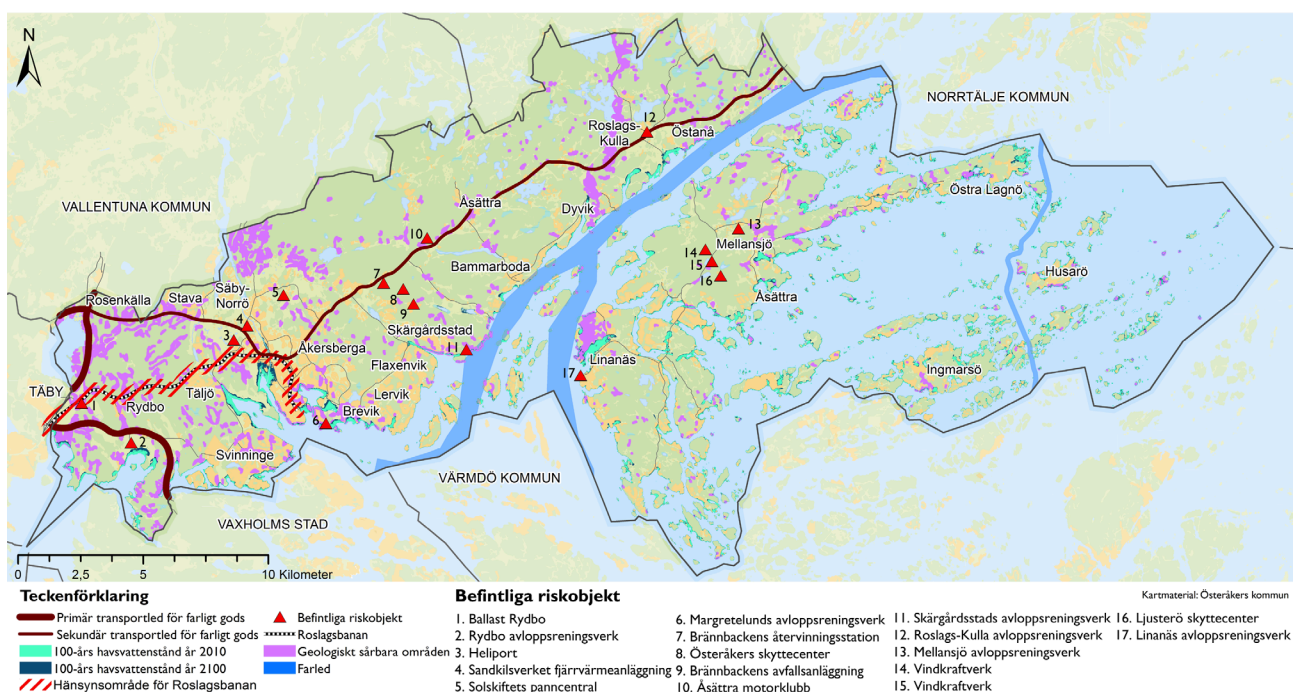 N
NORRTÄLJE KOMMUN
12
Roslags-
Kulla
Östanå
Östra Lagnö
VALLENTUNA KOMMUN
Åsättra
Dyvik
10
13
Mellansjö
14
15
16
Bammarboda
Husarö
Åsättra
Rosenkälla
Stava
Säby-
Norrö
5
7
8
9
4
3
Skärgårdsstad
11
Åkersberga
Flaxenvik
Linanäs
17
Ingmarsö
TÄBY
1
Rydbo
Täljö
Lervik
Brevik
6
2
Svinninge
VÄRMDÖ KOMMUN
VAXHOLMS STAD
0 2,5 5 10 Kilometer
Teckenförklaring
Primär transportled för farligt gods
Sekundär transportled för farligt gods
100-års havsvattenstånd år 2010
100-års havsvattenstånd år 2100
Hänsynsområde för Roslagsbanan
Befintliga riskobjekt
Roslagsbanan
Geologiskt sårbara områden
Farled
Befintliga riskobjekt
1. Ballast Rydbo
2. Rydbo avloppsreningsverk
3. Heliport
4. Sandkilsverket fjärrvärmeanläggning
5. Solskiftets panncentral
6. Margretelunds avloppsreningsverk
7. Brännbackens återvinningsstation
8. Österåkers skyttecenter
9. Brännbackens avfallsanläggning
10. Åsättra motorklubb
11. Skärgårdsstads avloppsreningsverk
12. Roslags-Kulla avloppsreningsverk
13. Mellansjö avloppsreningsverk
14. Vindkraftverk
15. Vindkraftverk
16. Ljusterö skyttecenter
17. Linanäs avloppsreningsverk
Kartmaterial: Österåkers kommun